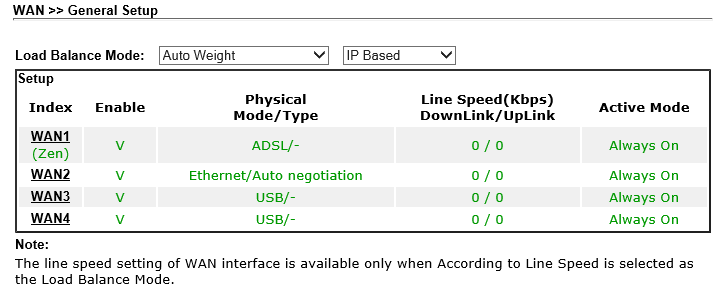 WAN >> General Setup
Load Balance Mode: Auto Weight IP Based
Setup
Index Enable Physical Mode/Type Line Speed(Kbps) DownLink/UpLink Active Mode
WAN1 (Zen) V ADSL/- 0 / 0 Always On
WAN2 V Ethernet/Auto negotiation 0 / 0 Always On
WAN3 V USB/- 0 / 0 Always On
WAN4 V USB/- 0 / 0 Always On
Note:
The line speed setting of WAN interface is available only when According to Line Speed is selected as
the Load Balance Mode.